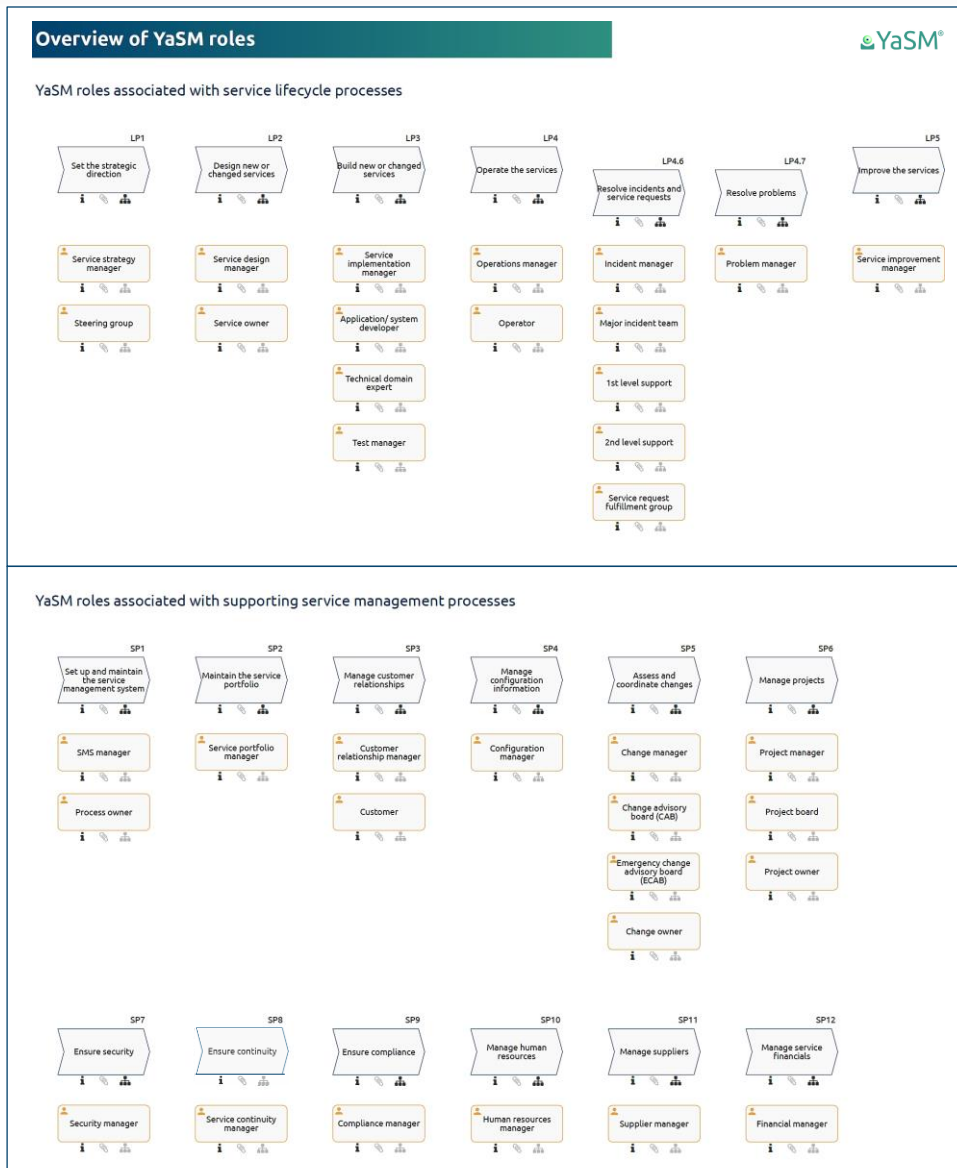 Overview of YaSM roles
YaSM®
YaSM roles associated with service lifecycle processes
LP1
Set the strategic
direction
LP2
Design new or
changed services
LP3
Build new or changed
services
LP4
Operate the services
LP4.6
Resolve incidents and
service requests
LP4.7
Resolve problems
LP5
Improve the services
Service strategy
manager
Service design
manager
Service
implementation
manager
Operations manager
Incident manager
Problem manager
Service improvement
manager
Steering group
Service owner
Application/ system
developer
Operator
Major incident team
Technical domain
expert
1st level support
Test manager
2nd level support
Service request
fulfillment group
YaSM roles associated with supporting service management processes
SP1
Set up and maintain
the service
management system
SP2
Maintain the service
portfolio
SP3
Manage customer
relationships
SP4
Manage
configuration
information
SP5
Assess and
coordinate changes
SP6
Manage projects
SMS manager
Service portfolio
manager
Customer
relationship manager
Configuration
manager
Change manager
Project manager
Process owner
Customer
Change advisory
board (CAB)
Project board
Emergency change
advisory board
(ECAB)
Project owner
Change owner
SP7
Ensure security
SP8
Ensure continuity
SP9
Ensure compliance
SP10
Manage human
resources
SP11
Manage suppliers
SP12
Manage service
financials
Security manager
Service continuity
manager
Compliance manager
Human resources
manager
Supplier manager
Financial manager